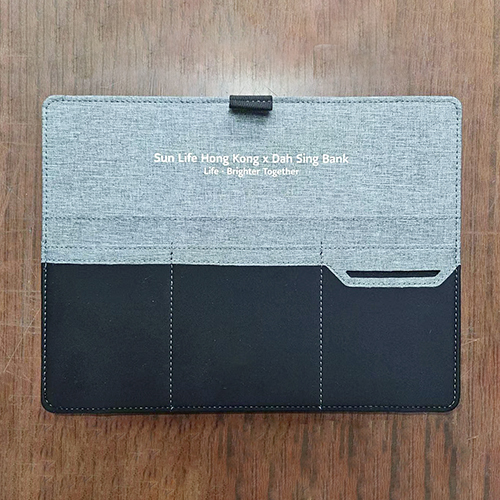 Sun Life Hong Kong x Dah Sing Bank
Life · Brighter Together